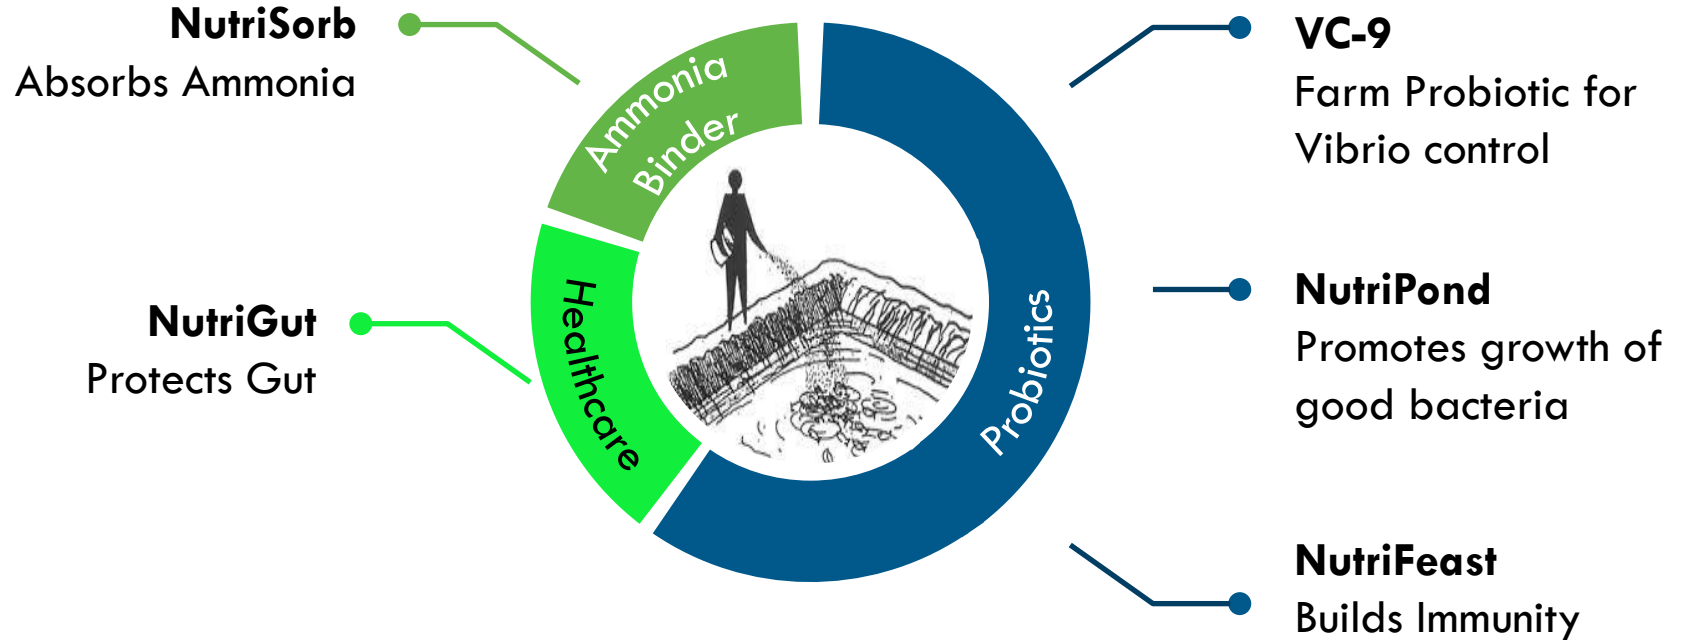 NutriSorb
Absorbs Ammonia
Ammonia
Binder
VC-9
Farm Probiotic for
Vibrio control
NutriGut
Protects Gut
Healthcare
Probiotics
NutriPond
Promotes growth of
good bacteria
NutriFeast
Builds Immunity